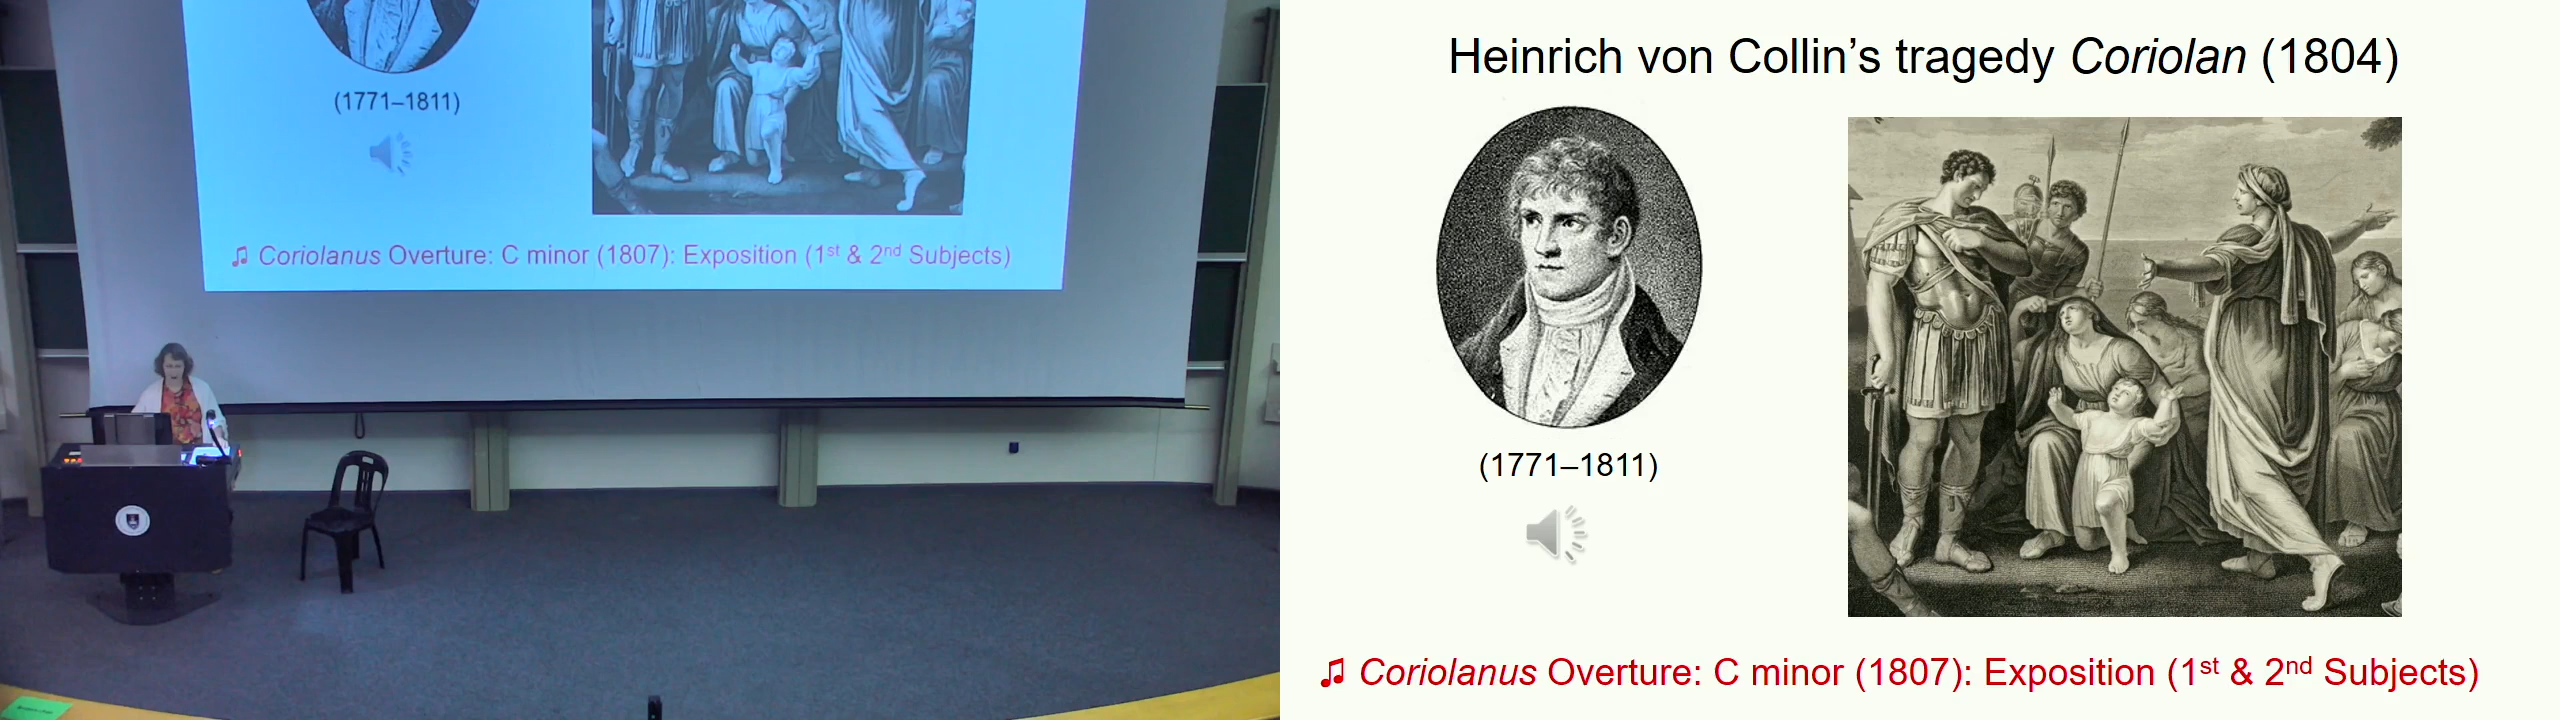 (1771–1811)
♫ Coriolanus Overture: C minor (1807): Exposition (1st & 2nd Subjects)
Heinrich von Collin’s tragedy Coriolan (1804)
(1771–1811)
♫ Coriolanus Overture: C minor (1807): Exposition (1st & 2nd Subjects)